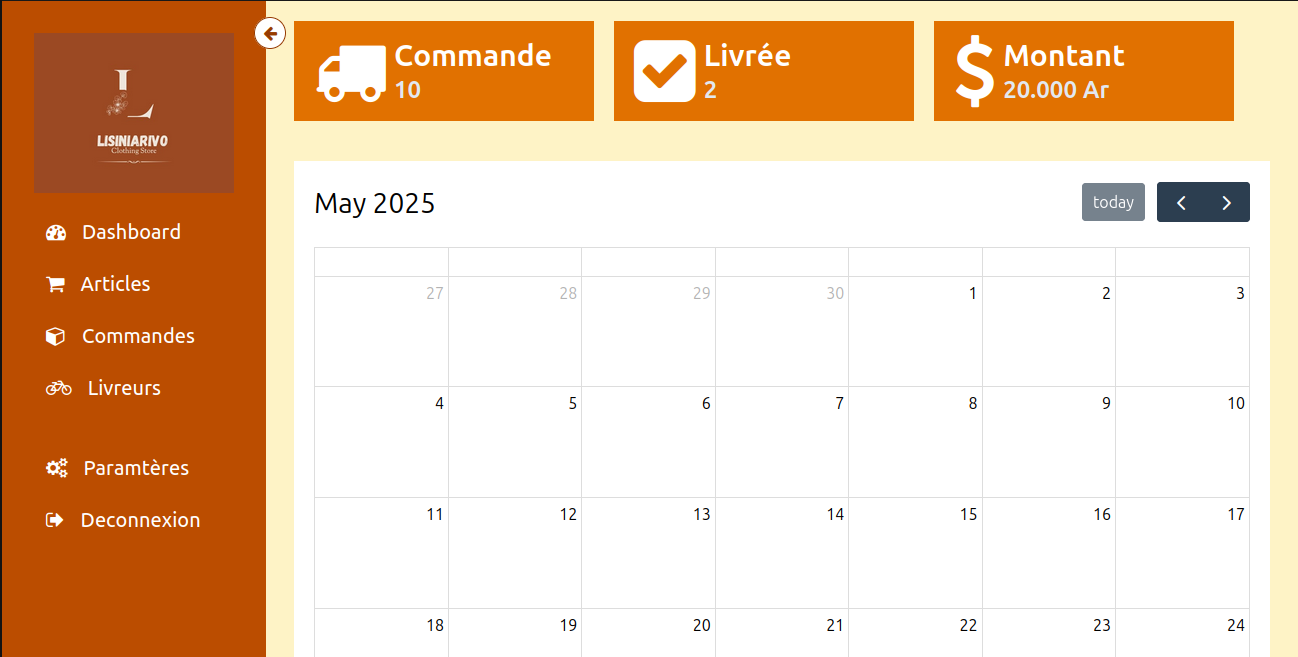 L
LISINIARIVO
Clothing Store
Dashboard
Articles
Commandes
Livreurs
Paramtères
Deconnexion
Commande
10
Livrée
2
Montant
20.000 Ar
May 2025
today
27 28 29 30 1 2 3
4 5 6 7 8 9 10
11 12 13 14 15 16 17
18 19 20 21 22 23 24